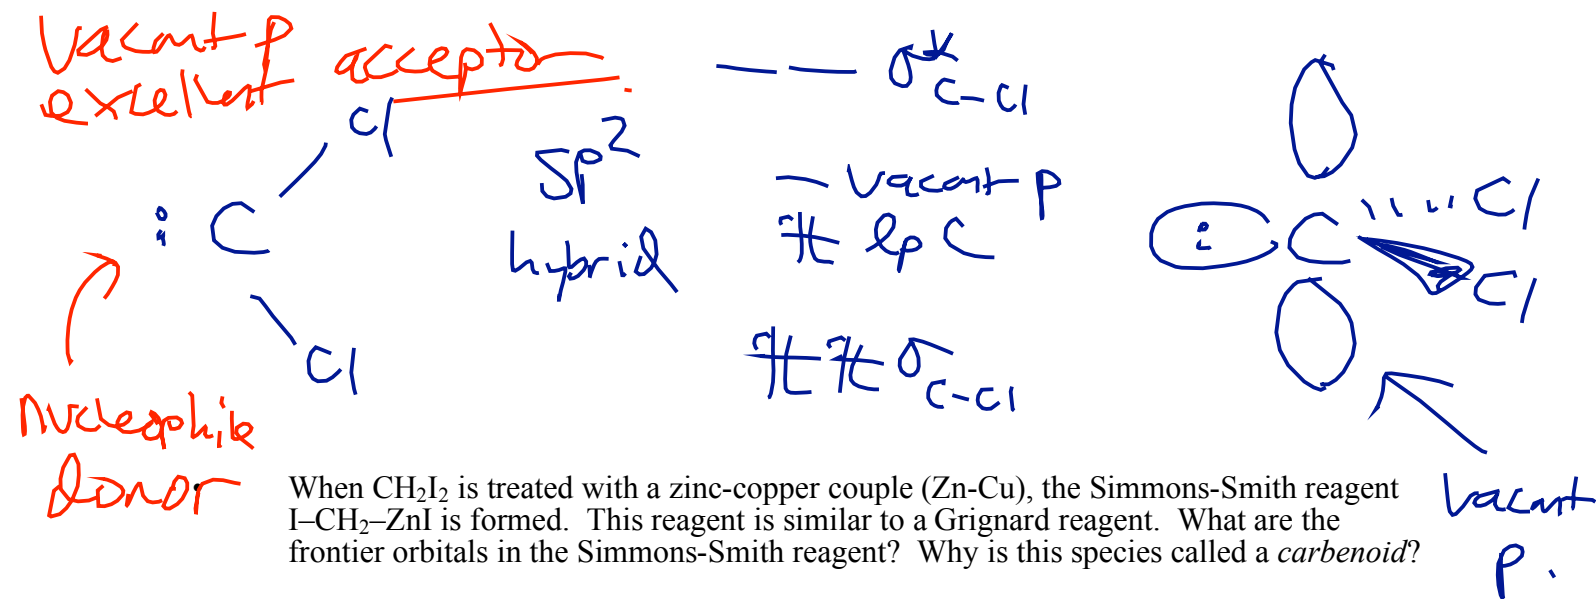 vacant p
excellent acceptor
Cl
: C
Cl
nucleophile
donor
sp²
hybrid
σ* C–Cl
vacant p
lp C
σ C–Cl
: C
Cl
Cl
vacant
p.
When CH₂I₂ is treated with a zinc-copper couple (Zn-Cu), the Simmons-Smith reagent
I–CH₂–ZnI is formed. This reagent is similar to a Grignard reagent. What are the
frontier orbitals in the Simmons-Smith reagent? Why is this species called a carbenoid?